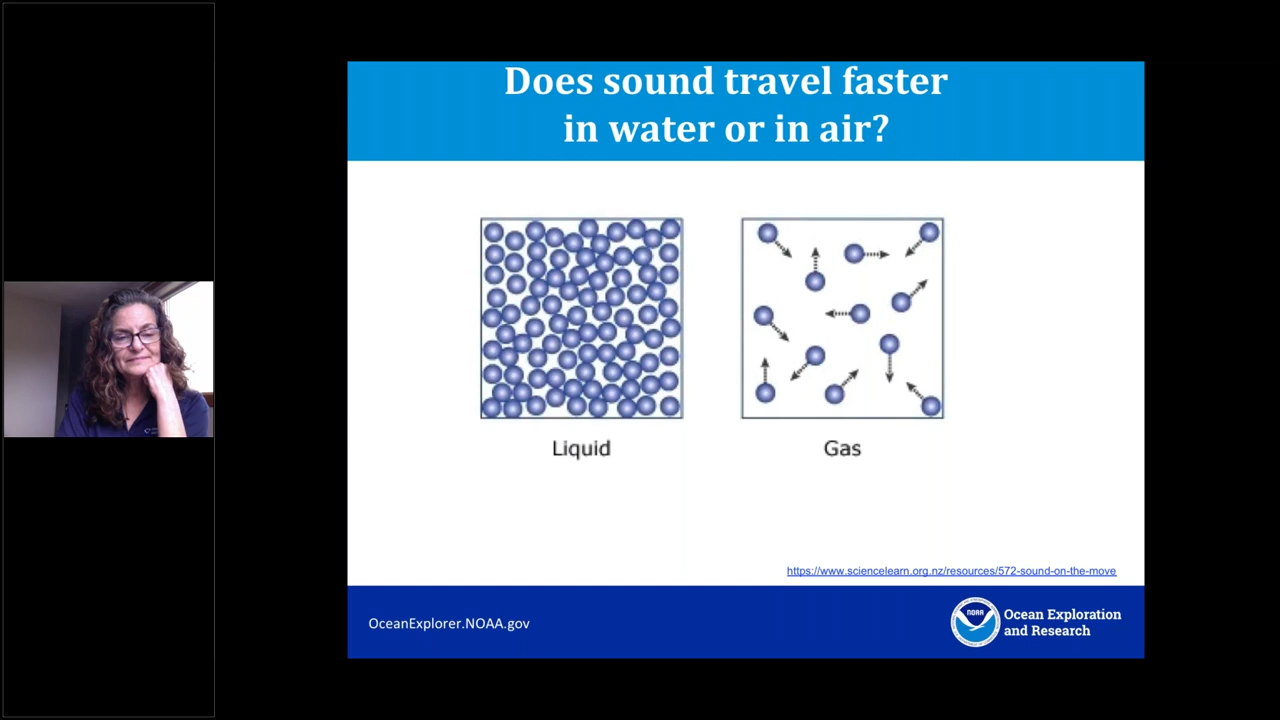 Does sound travel faster
in water or in air?
Liquid
Gas
https://www.sciencelearn.org.nz/resources/572-sound-on-the-move
OceanExplorer.NOAA.gov
NOAA
Ocean Exploration
and Research